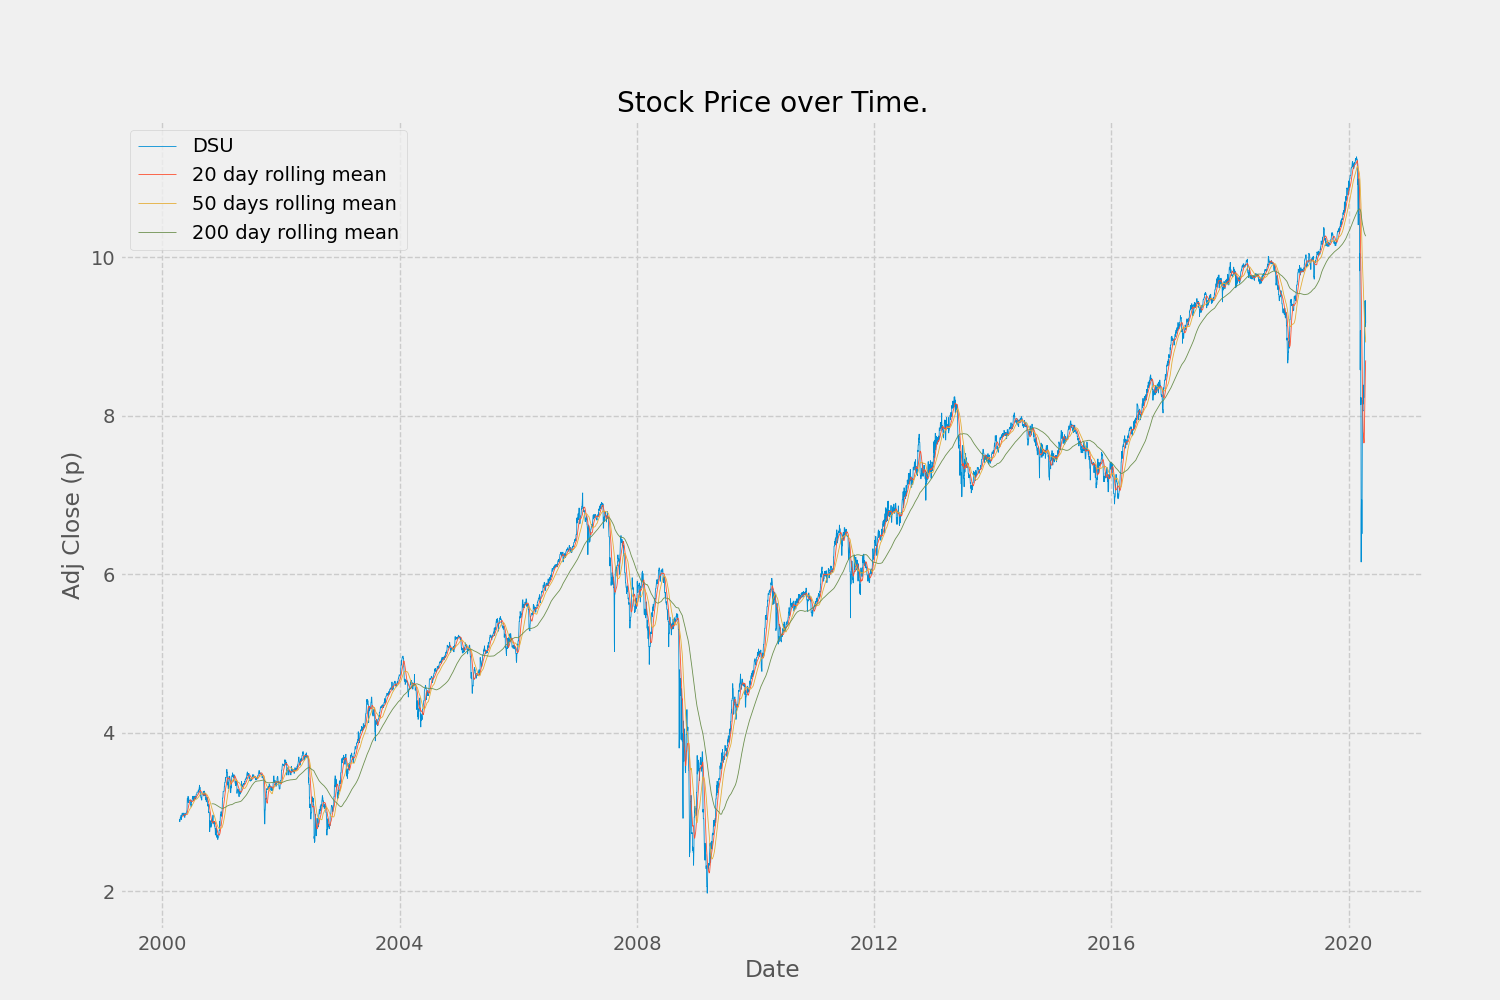 Stock Price over Time.
DSU
20 day rolling mean
50 days rolling mean
200 day rolling mean
Adj Close (p)
10
8
6
4
2
2000 2004 2008 2012 2016 2020
Date